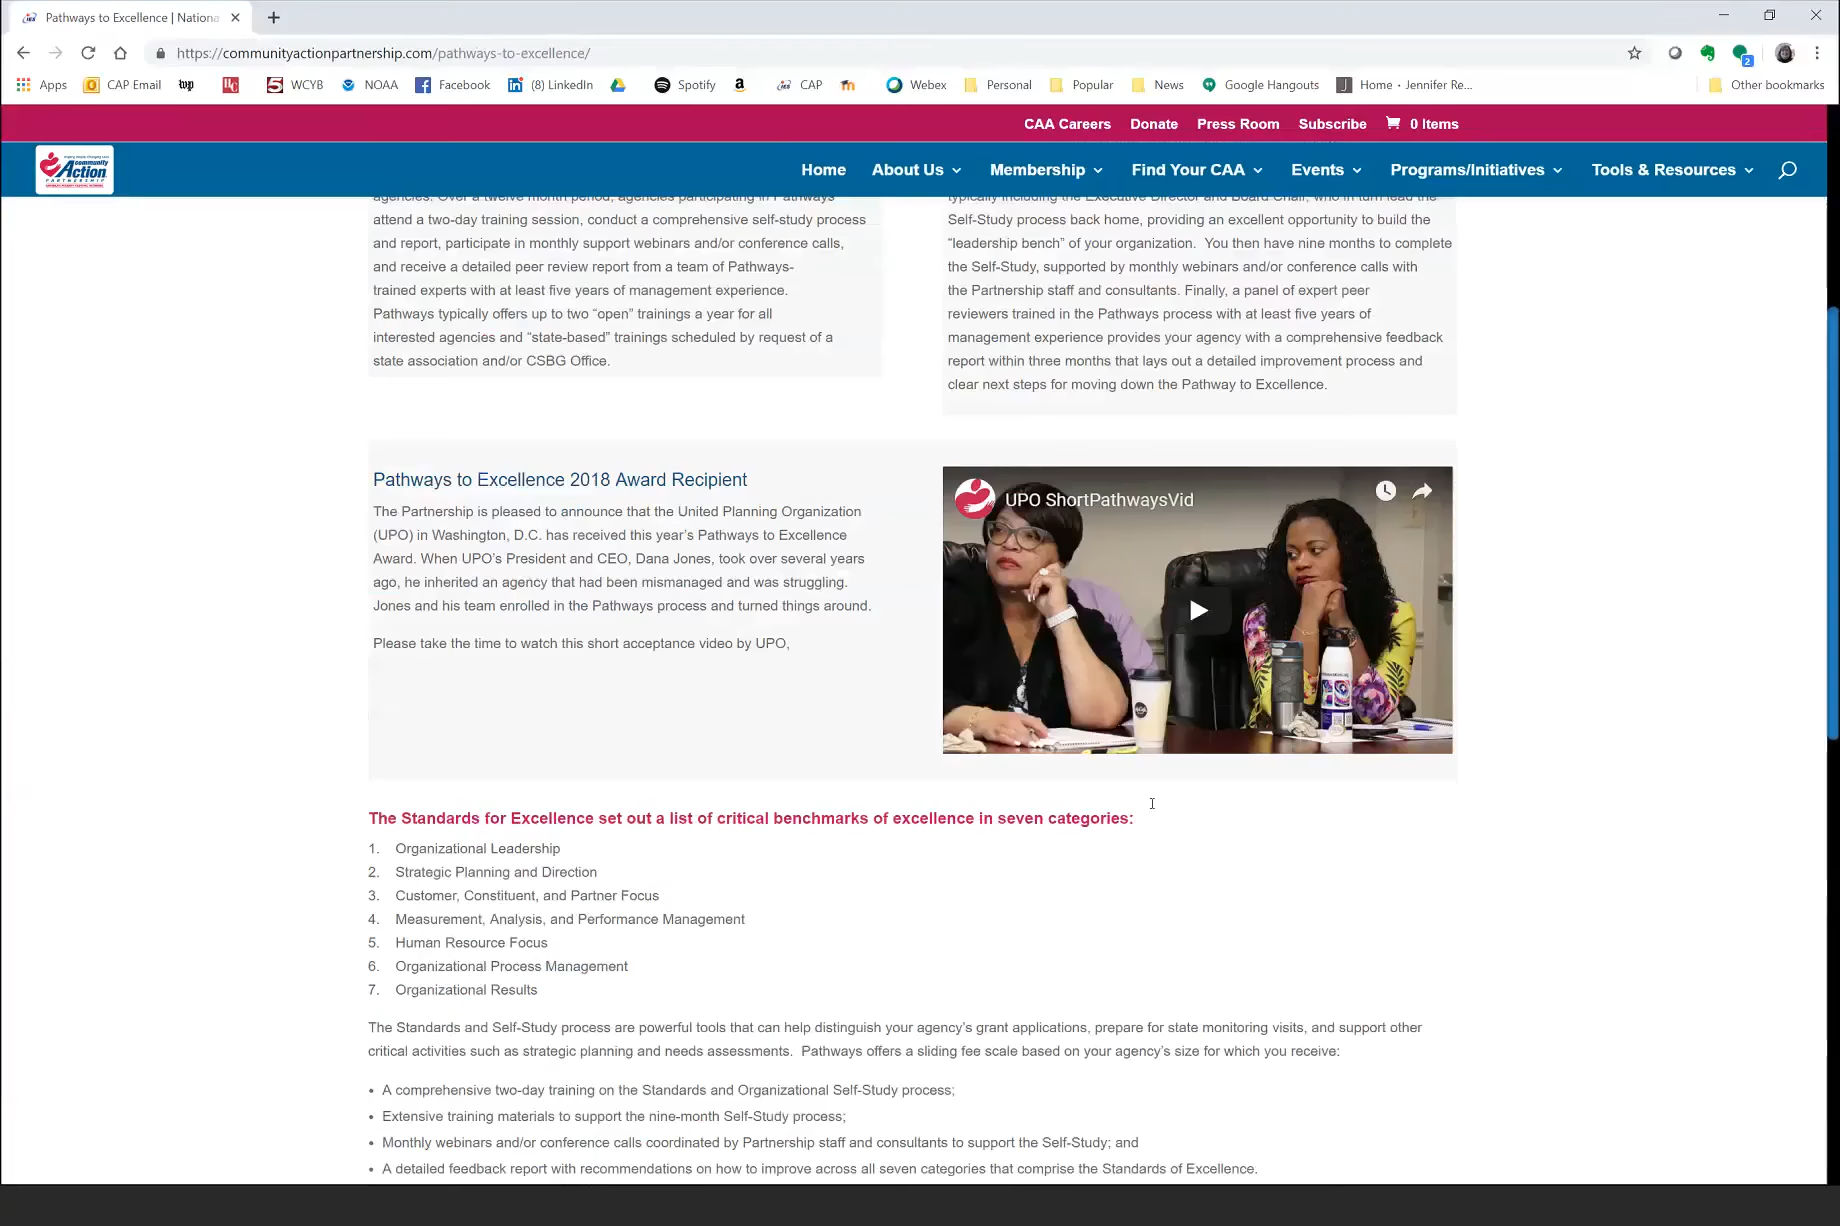 Pathways to Excellence | Nationa
https://communityactionpartnership.com/pathways-to-excellence/
2
Apps CAP Email wp WCYB NOAA Facebook (8) LinkedIn Spotify CAP Webex Personal Popular News Google Hangouts Home · Jennifer Re... Other bookmarks
CAA Careers Donate Press Room Subscribe 0 Items
community
Action
PARTNERSHIP
Home About Us Membership Find Your CAA Events Programs/Initiatives Tools & Resources
agencies. Over a twelve month period, agencies participating in Pathways
attend a two-day training session, conduct a comprehensive self-study process
and report, participate in monthly support webinars and/or conference calls,
and receive a detailed peer review report from a team of Pathways-
trained experts with at least five years of management experience.
Pathways typically offers up to two “open” trainings a year for all
interested agencies and “state-based” trainings scheduled by request of a
state association and/or CSBG Office.
typically including the Executive Director and Board Chair, who in turn lead the
Self-Study process back home, providing an excellent opportunity to build the
“leadership bench” of your organization.  You then have nine months to complete
the Self-Study, supported by monthly webinars and/or conference calls with
the Partnership staff and consultants. Finally, a panel of expert peer
reviewers trained in the Pathways process with at least five years of
management experience provides your agency with a comprehensive feedback
report within three months that lays out a detailed improvement process and
clear next steps for moving down the Pathway to Excellence.
Pathways to Excellence 2018 Award Recipient
The Partnership is pleased to announce that the United Planning Organization
(UPO) in Washington, D.C. has received this year’s Pathways to Excellence
Award. When UPO’s President and CEO, Dana Jones, took over several years
ago, he inherited an agency that had been mismanaged and was struggling.
Jones and his team enrolled in the Pathways process and turned things around.
Please take the time to watch this short acceptance video by UPO,
UPO ShortPathwaysVid
The Standards for Excellence set out a list of critical benchmarks of excellence in seven categories:
1. Organizational Leadership
2. Strategic Planning and Direction
3. Customer, Constituent, and Partner Focus
4. Measurement, Analysis, and Performance Management
5. Human Resource Focus
6. Organizational Process Management
7. Organizational Results
The Standards and Self-Study process are powerful tools that can help distinguish your agency’s grant applications, prepare for state monitoring visits, and support other
critical activities such as strategic planning and needs assessments.  Pathways offers a sliding fee scale based on your agency’s size for which you receive:
• A comprehensive two-day training on the Standards and Organizational Self-Study process;
• Extensive training materials to support the nine-month Self-Study process;
• Monthly webinars and/or conference calls coordinated by Partnership staff and consultants to support the Self-Study; and
• A detailed feedback report with recommendations on how to improve across all seven categories that comprise the Standards of Excellence.